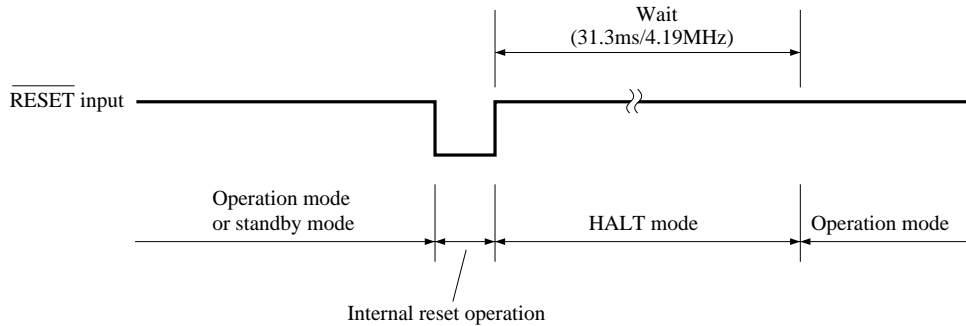 Wait
(31.3ms/4.19MHz)
RESET input
Operation mode
or standby mode
HALT mode
Operation mode
Internal reset operation